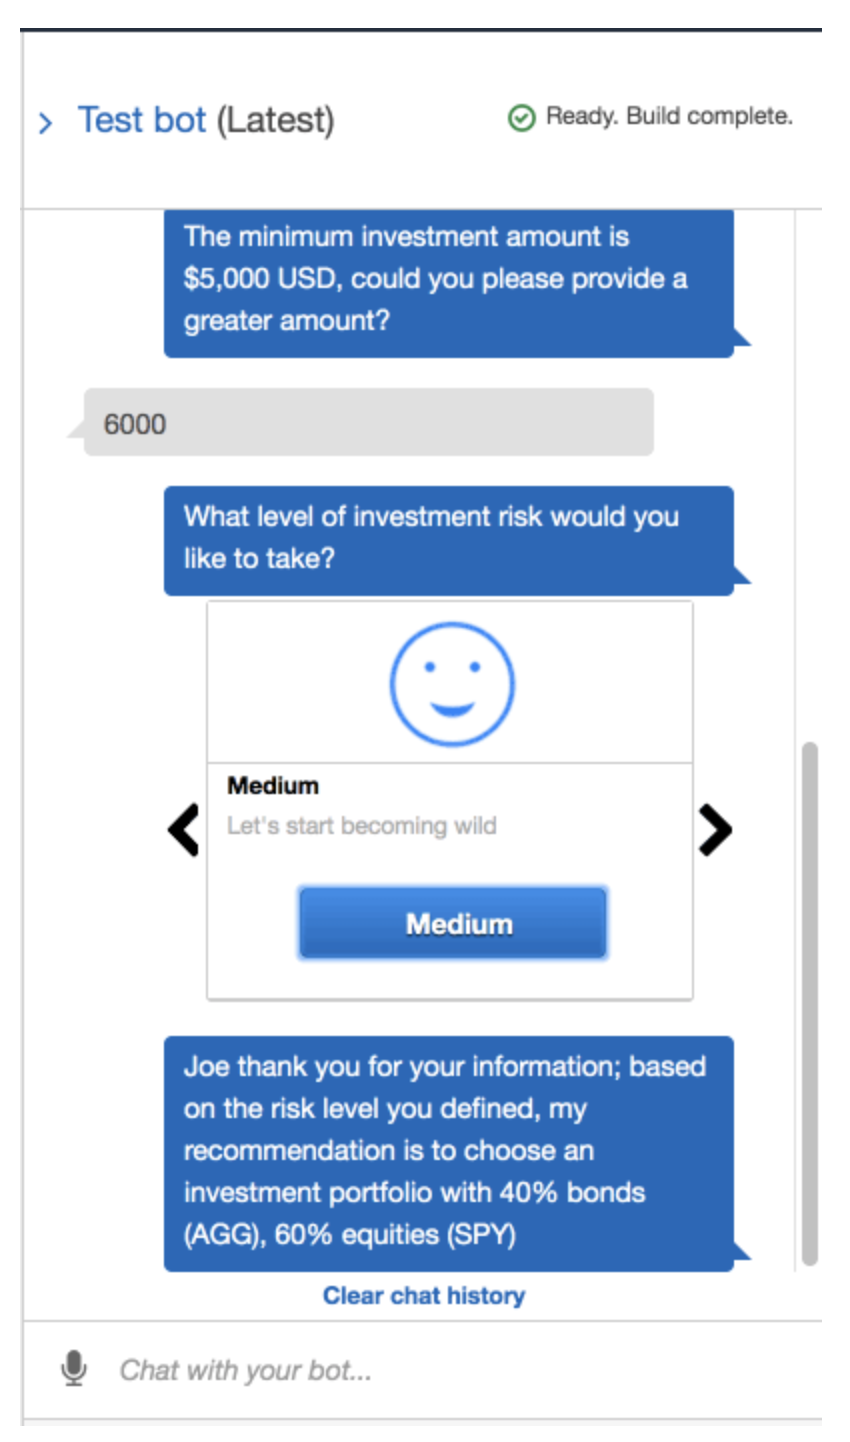 Test bot (Latest)
Ready. Build complete.
The minimum investment amount is
$5,000 USD, could you please provide a
greater amount?
6000
What level of investment risk would you
like to take?
Medium
Let's start becoming wild
Medium
Joe thank you for your information; based
on the risk level you defined, my
recommendation is to choose an
investment portfolio with 40% bonds
(AGG), 60% equities (SPY)
Clear chat history
Chat with your bot...